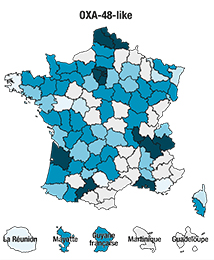 OXA-48-like
La Réunion
Mayotte
Guyane
française
Martinique
Guadeloupe